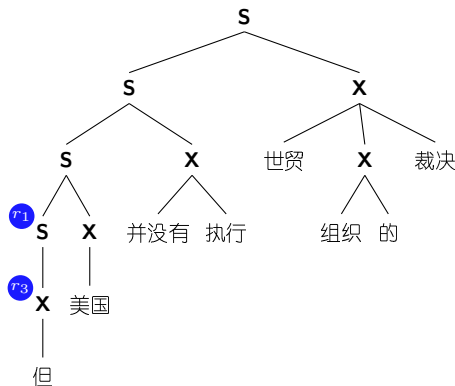 S
S X
S X 世贸 X 裁决
r1 S X 并没有 执行 组织 的
r3 X 美国
但